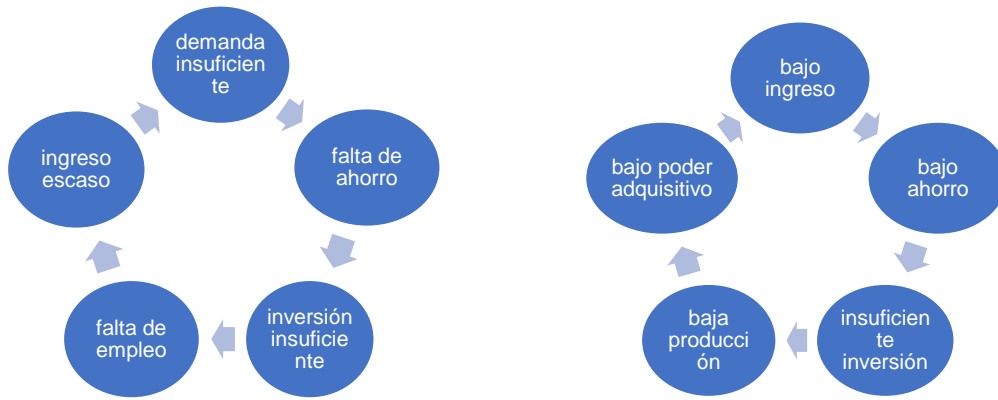 demanda
insuficien
te
falta de
ahorro
inversión
insuficie
nte
falta de
empleo
ingreso
escaso
bajo
ingreso
bajo
ahorro
insuficien
te
inversión
baja
producci
ón
bajo poder
adquisitivo